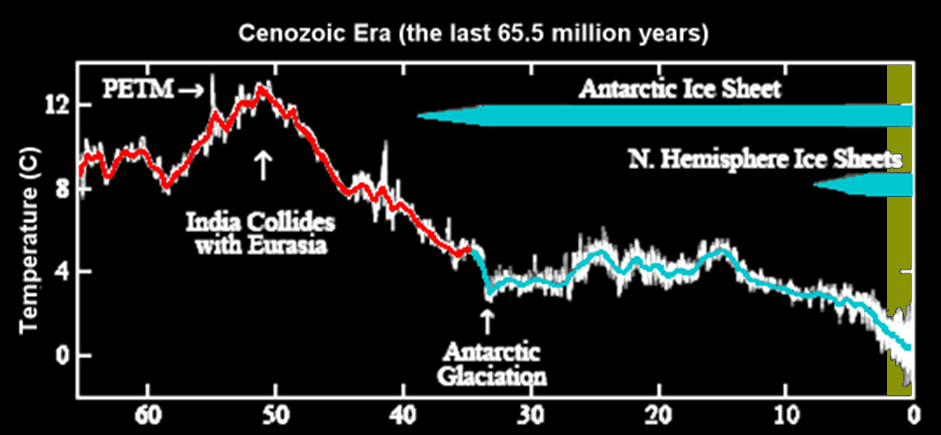 Cenozoic Era (the last 65.5 million years)
PETM→
Antarctic Ice Sheet
N. Hemisphere Ice Sheets
India Collides
with Eurasia
Antarctic
Glaciation
Temperature (C)
12
8
4
0
60 50 40 30 20 10 0